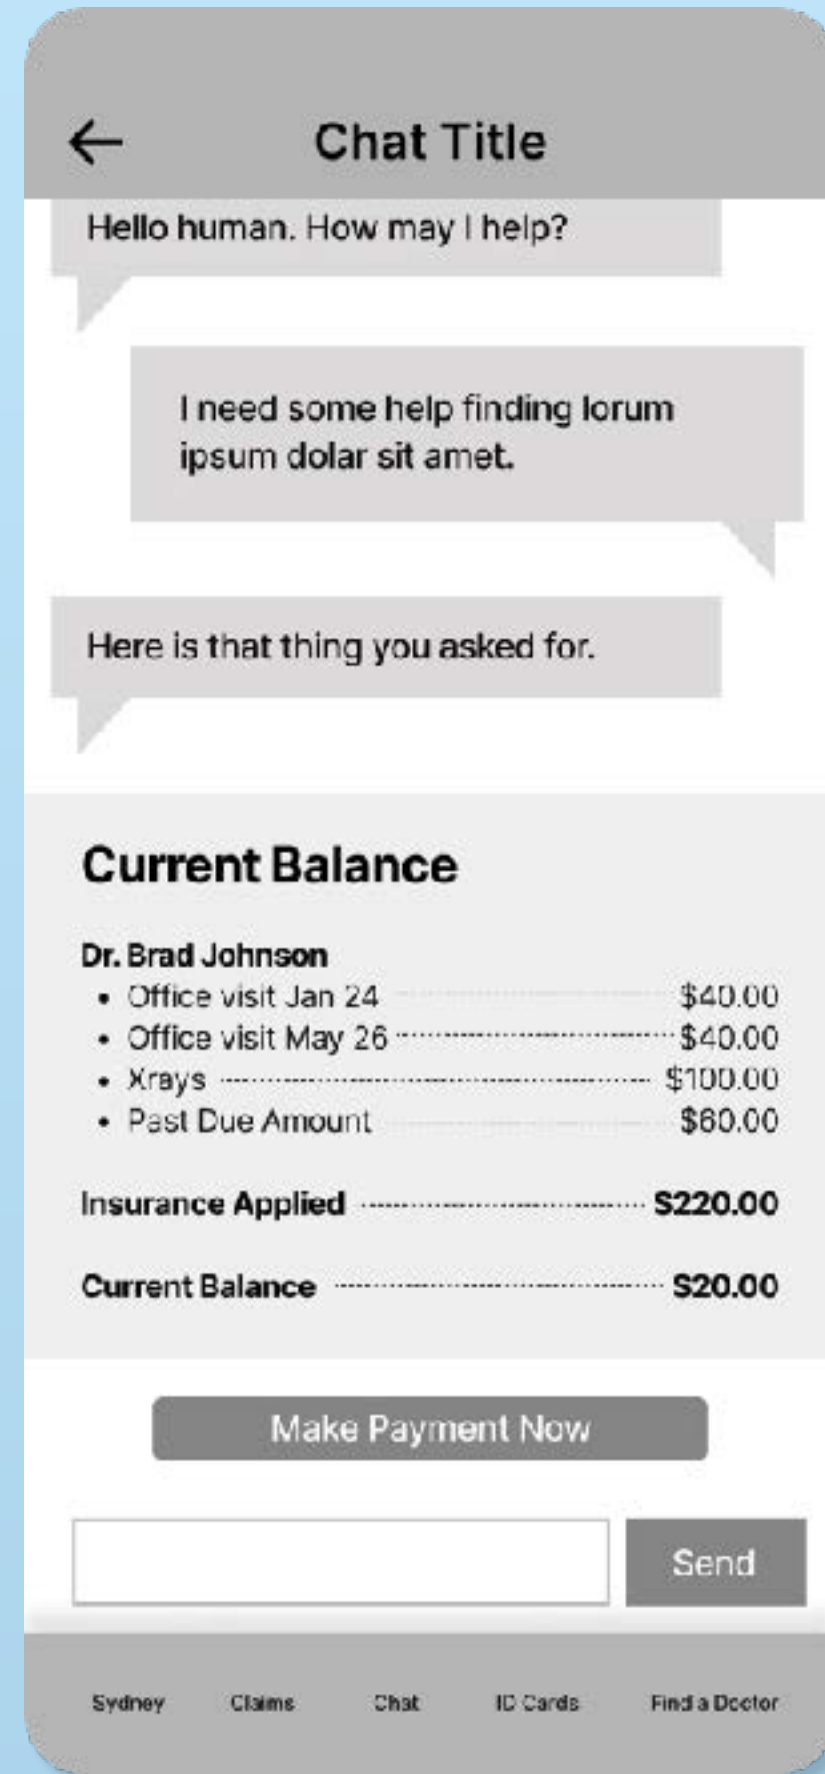 Chat Title
Hello human. How may I help?
I need some help finding lorum
ipsum dolar sit amet.
Here is that thing you asked for.
Current Balance
Dr. Brad Johnson
• Office visit Jan 24 $40.00
• Office visit May 26 $40.00
• Xrays $100.00
• Past Due Amount $60.00
Insurance Applied $220.00
Current Balance $20.00
Make Payment Now
Send
Sydney Claims Chat ID Cards Find a Doctor